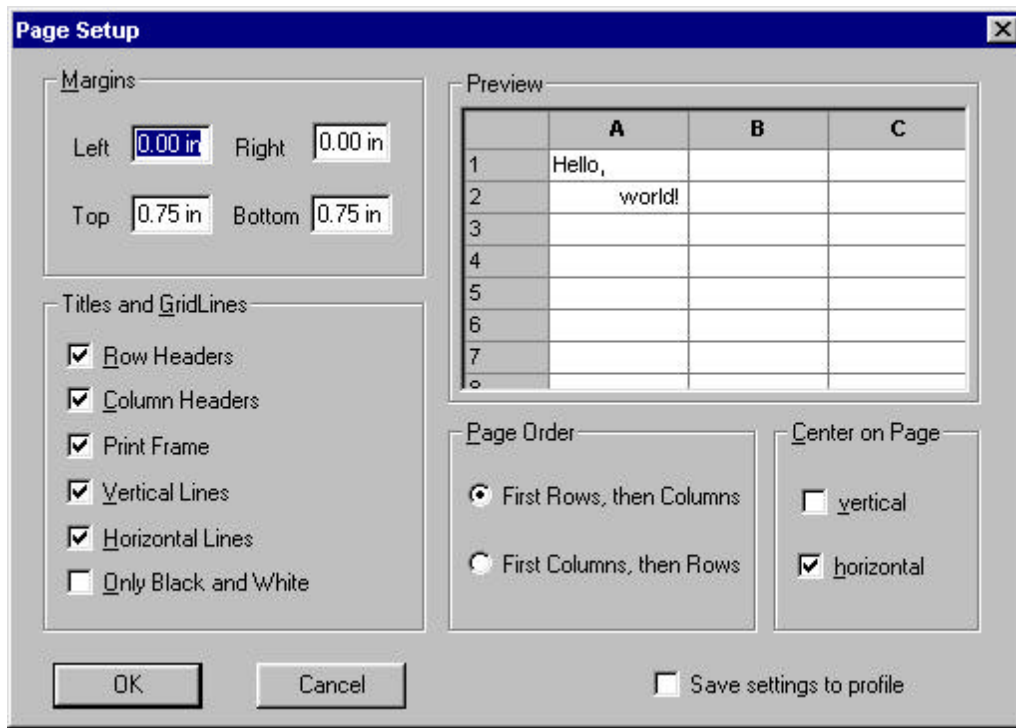 Page Setup
Margins
Left 0.00 in Right 0.00 in
Top 0.75 in Bottom 0.75 in
Titles and GridLines
Row Headers
Column Headers
Print Frame
Vertical Lines
Horizontal Lines
Only Black and White
Preview
A B C
1 Hello,
2 world!
3
4
5
6
7
Page Order
First Rows, then Columns
First Columns, then Rows
Center on Page
vertical
horizontal
OK Cancel Save settings to profile